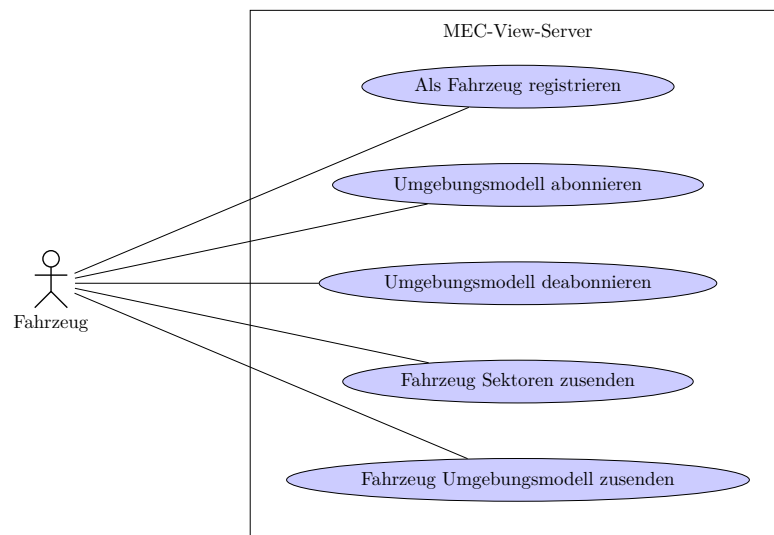 MEC-View-Server
Als Fahrzeug registrieren
Umgebungsmodell abonnieren
Umgebungsmodell deabonnieren
Fahrzeug
Fahrzeug Sektoren zusenden
Fahrzeug Umgebungsmodell zusenden